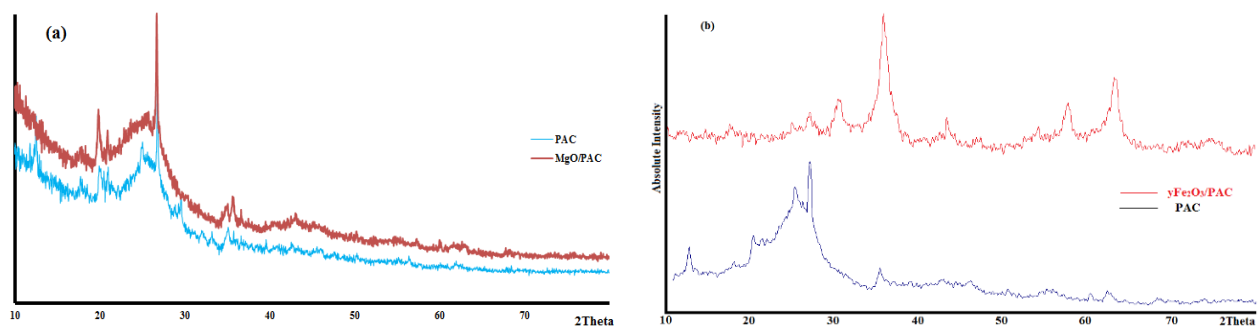 (a)
PAC
MgO/PAC
10 20 30 40 50 60 70
2Theta
(b)
Absolute Intensity
yFe₂O₃/PAC
PAC
10 20 30 40 50 60 70
2Theta